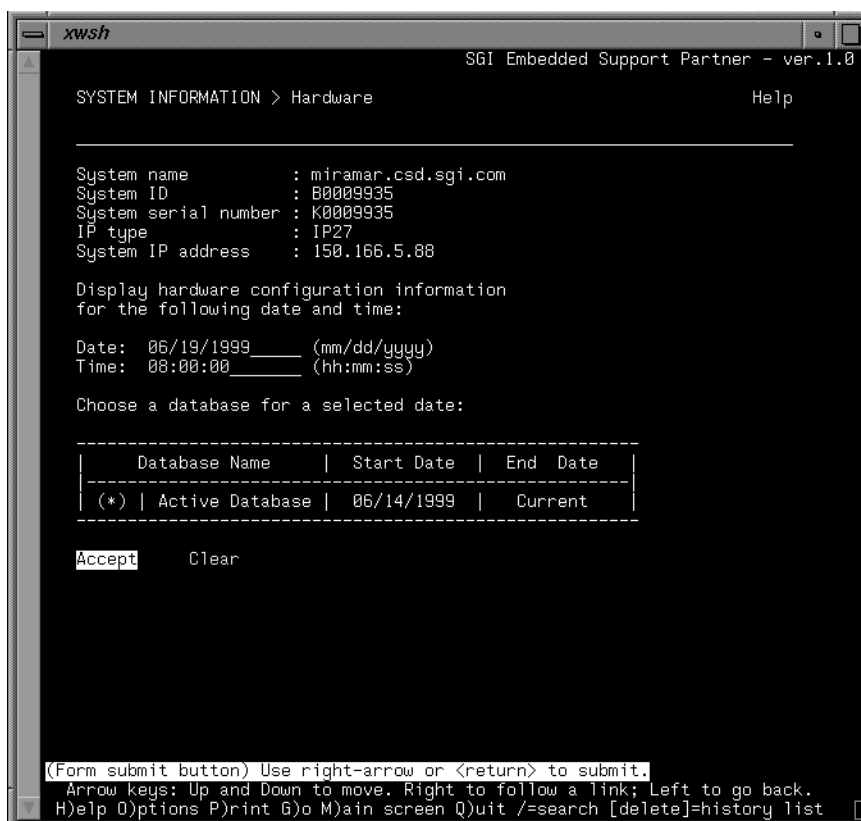 xwsh
SGI Embedded Support Partner - ver.1.0
SYSTEM INFORMATION > Hardware Help
System name : miramar.csd.sgi.com
System ID : B0009935
System serial number : K0009935
IP type : IP27
System IP address : 150.166.5.88
Display hardware configuration information
for the following date and time:
Date: 06/19/1999_____ (mm/dd/yyyy)
Time: 08:00:00_______ (hh:mm:ss)
Choose a database for a selected date:
| Database Name | Start Date | End Date |
| (*) | Active Database | 06/14/1999 | Current |
Accept Clear
(Form submit button) Use right-arrow or <return> to submit.
Arrow keys: Up and Down to move. Right to follow a link; Left to go back.
H)elp O)ptions P)rint G)o M)ain screen Q)uit /=search [delete]=history list